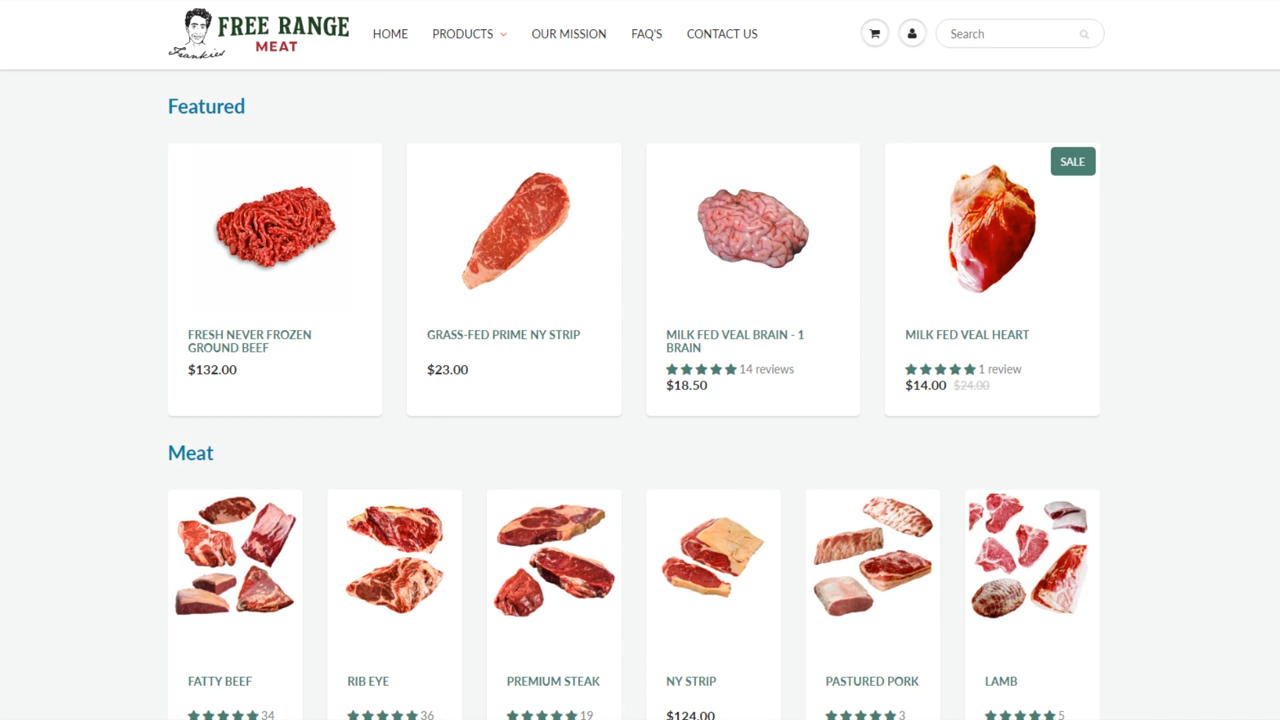 Frankies
FREE RANGE
MEAT
HOME
PRODUCTS
OUR MISSION
FAQ'S
CONTACT US
Search
Featured
SALE
FRESH NEVER FROZEN
GROUND BEEF
$132.00
GRASS-FED PRIME NY STRIP
$23.00
MILK FED VEAL BRAIN - 1
BRAIN
14 reviews
$18.50
MILK FED VEAL HEART
1 review
$14.00 $24.00
Meat
FATTY BEEF
34
RIB EYE
36
PREMIUM STEAK
19
NY STRIP
$124.00
PASTURED PORK
3
LAMB
5